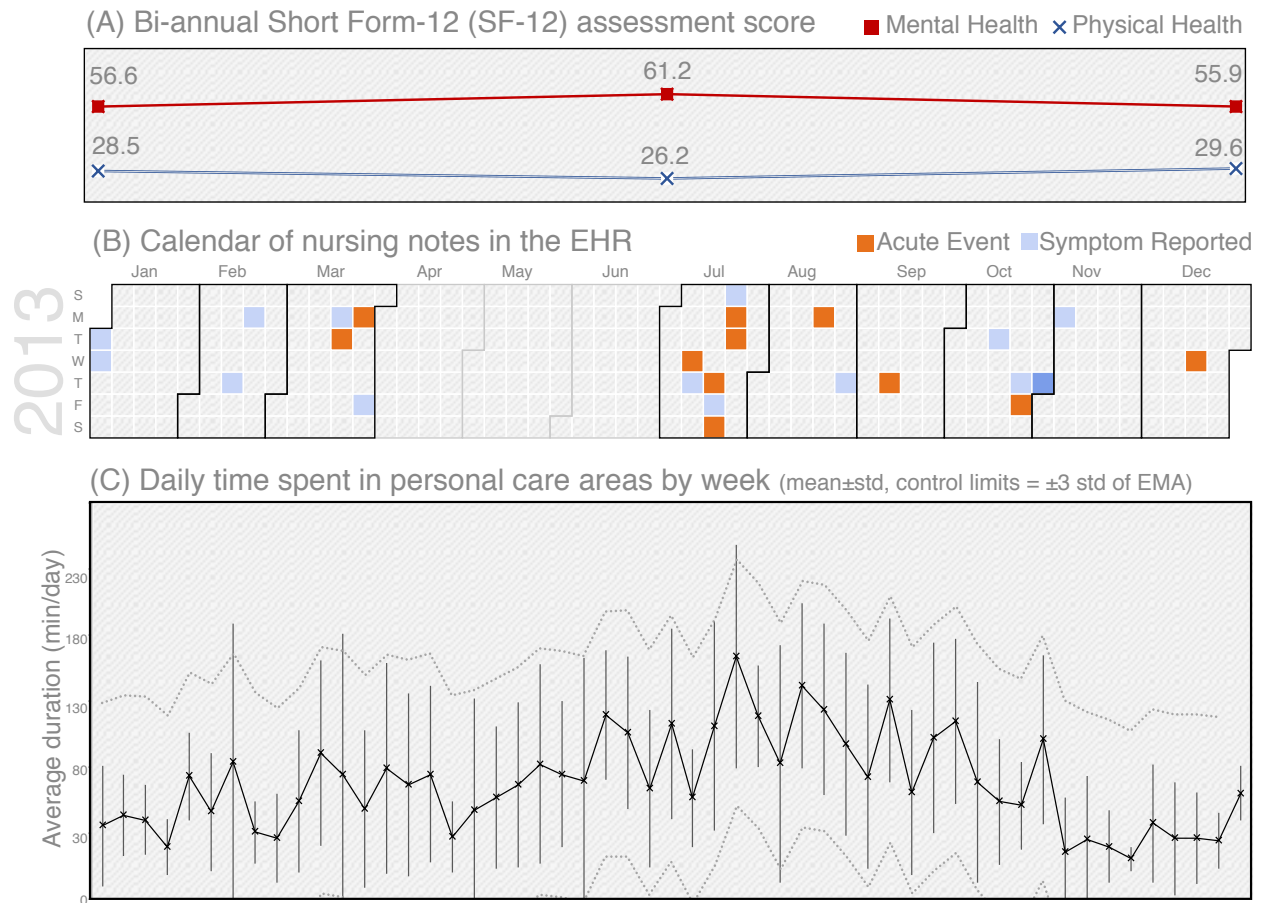 (A) Bi-annual Short Form-12 (SF-12) assessment score
Mental Health Physical Health
56.6 61.2 55.9
28.5 26.2 29.6
(B) Calendar of nursing notes in the EHR
Acute Event Symptom Reported
Jan Feb Mar Apr May Jun Jul Aug Sep Oct Nov Dec
2013
S
M
T
W
T
F
S
(C) Daily time spent in personal care areas by week (mean±std, control limits = ±3 std of EMA)
Average duration (min/day)
230
180
130
80
30
0